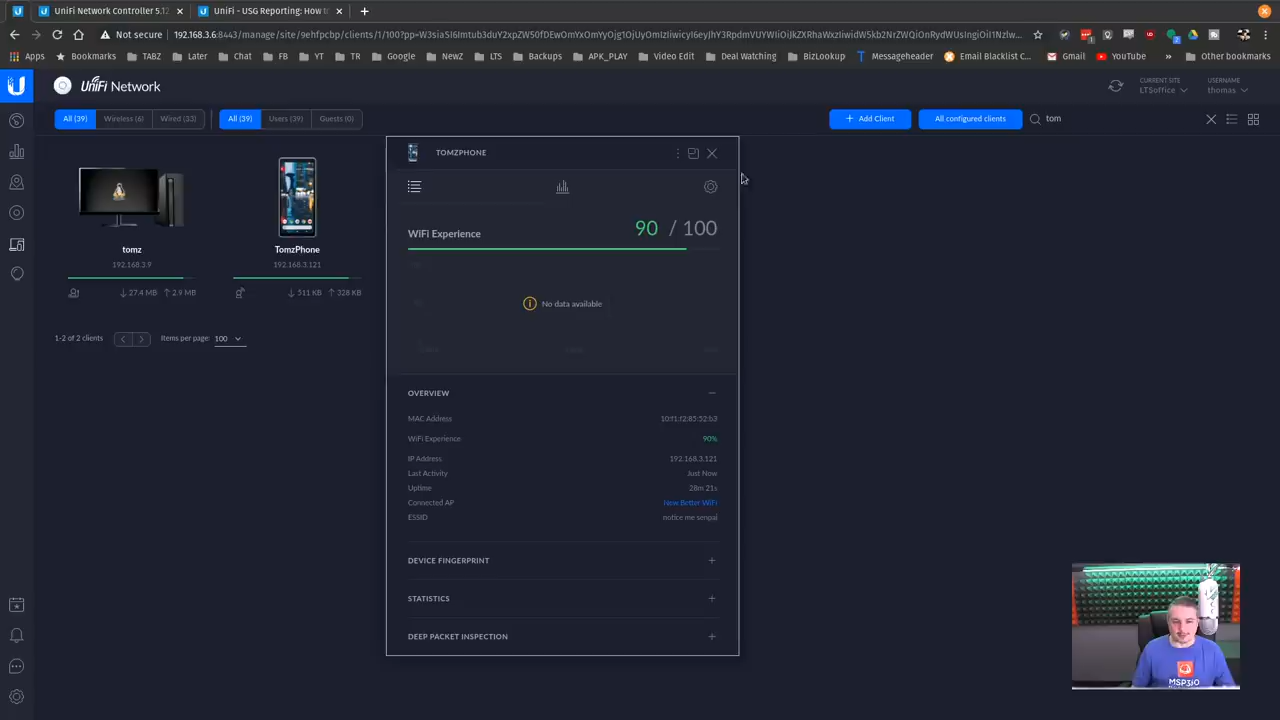 UniFi Network Controller 5.12
UniFi - USG Reporting: How to
Not secure
192.168.3.6:8443/manage/site/9ehfpcbp/clients/1/100?pp=
Apps
Bookmarks
TABZ
Later
Chat
FB
YT
TR
Google
NewZ
LTS
Backups
APK_PLAY
Video Edit
Deal Watching
BizLookup
Messageheader
Email Blacklist C...
Gmail
YouTube
»
Other bookmarks
UniFi Network
CURRENT SITE
LTSoffice
USERNAME
thomas
All (39)
Wireless (6)
Wired (33)
All (39)
Users (39)
Guests (0)
+ Add Client
All configured clients
tom
tomz
192.168.3.9
↓ 27.4 MB ↑ 2.9 MB
TomzPhone
192.168.3.121
↓ 511 KB ↑ 328 KB
1-2 of 2 clients
Items per page:
100
TOMZPHONE
WiFi Experience
90 / 100
No data available
OVERVIEW
MAC Address
10:f1:f2:85:52:b3
WiFi Experience
90%
IP Address
192.168.3.121
Last Activity
Just Now
Uptime
28m 21s
Connected AP
New Better WiFi
ESSID
notice me senpai
DEVICE FINGERPRINT
STATISTICS
DEEP PACKET INSPECTION
MSP360